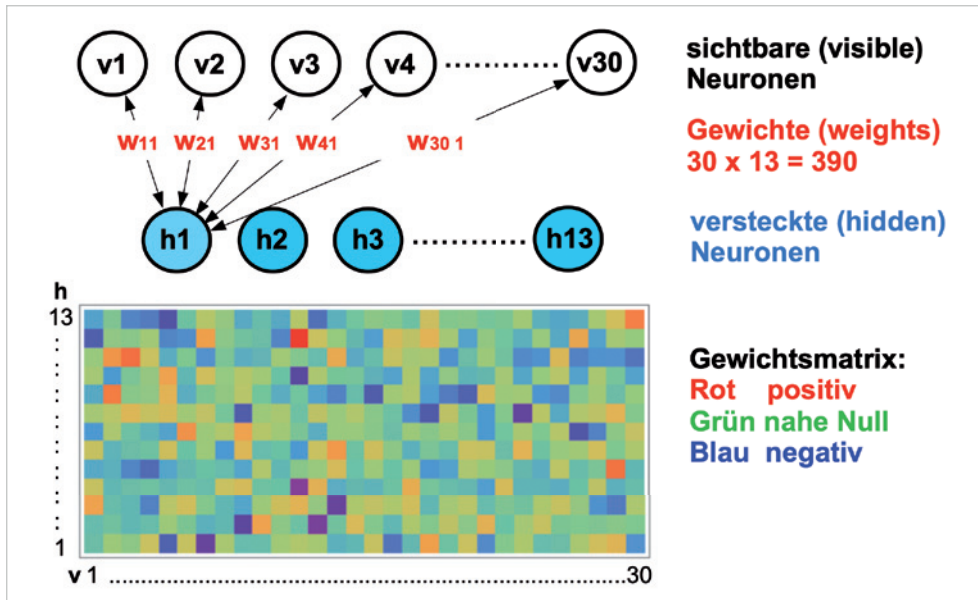 v1 v2 v3 v4 ........... v30
sichtbare (visible)
Neuronen
w11 w21 w31 w41 w30 1
Gewichte (weights)
30 x 13 = 390
h1 h2 h3 ............ h13
versteckte (hidden)
Neuronen
h
13
Gewichtsmatrix:
Rot positiv
Grün nahe Null
Blau negativ
1
v 1 ............................................................30